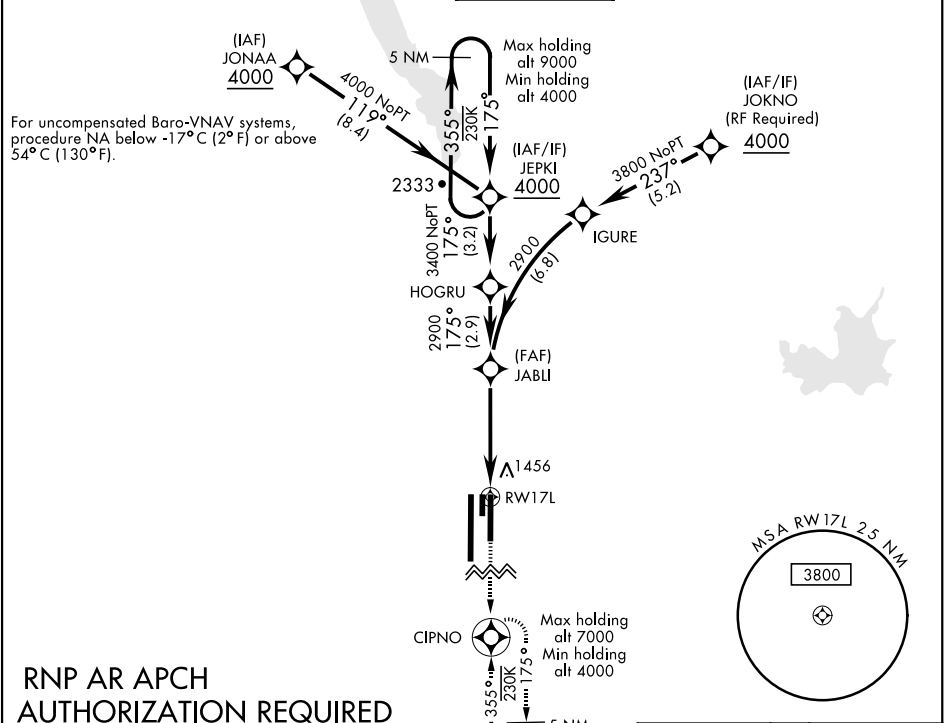 (IAF)
JONAA
4000
5 NM
Max holding
alt 9000
Min holding
alt 4000
(IAF/IF)
JOKNO
(RF Required)
4000
For uncompensated Baro-VNAV systems,
procedure NA below -17°C (2°F) or above
54°C (130°F).
4000 NoPT
119°
(8.4)
355°
230K
175°
(IAF/IF)
JEPKI
4000
3800 NoPT
237°
(5.2)
2333
IGURE
3400 NoPT
175°
(3.2)
2900
(6.8)
HOGRU
2900
175°
(2.9)
(FAF)
JABLI
1456
RW17L
MSA RW17L 25 NM
3800
CIPNO
Max holding
alt 7000
Min holding
alt 4000
355°
230K
175°
5 NM
RNP AR APCH
AUTHORIZATION REQUIRED